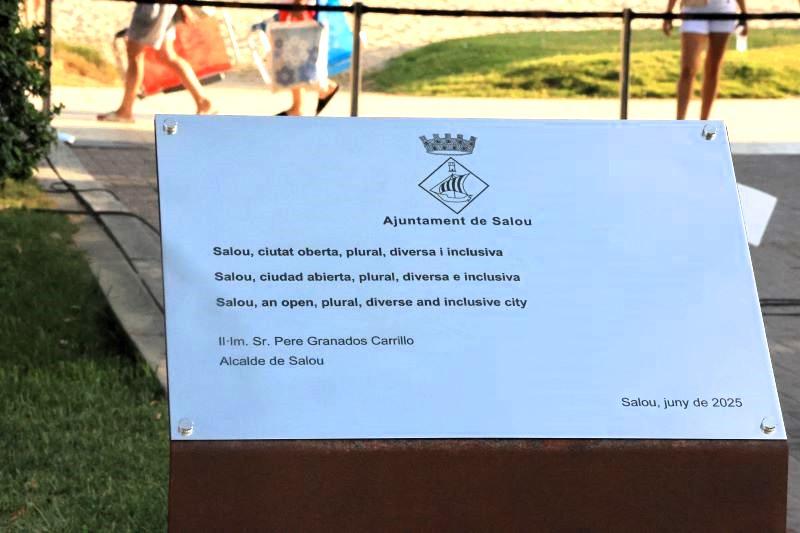 Ajuntament de Salou
Salou, ciutat oberta, plural, diversa i inclusiva
Salou, ciudad abierta, plural, diversa e inclusiva
Salou, an open, plural, diverse and inclusive city
Il·lm. Sr. Pere Granados Carrillo
Alcalde de Salou
Salou, juny de 2025